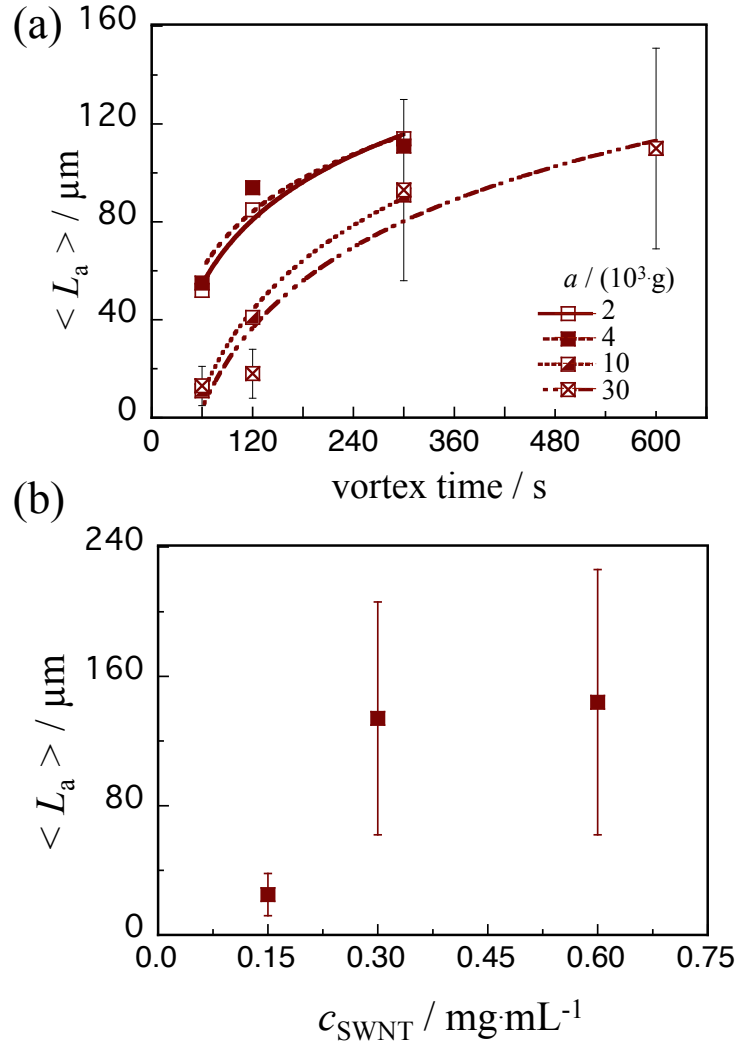 (a)
160
120
80
40
0
< Lₐ > / μm
0 120 240 360 480 600
vortex time / s
a / (10³·g)
2
4
10
30
(b)
240
160
80
0
< Lₐ > / μm
0.0 0.15 0.30 0.45 0.60 0.75
c_SWNT / mg·mL⁻¹